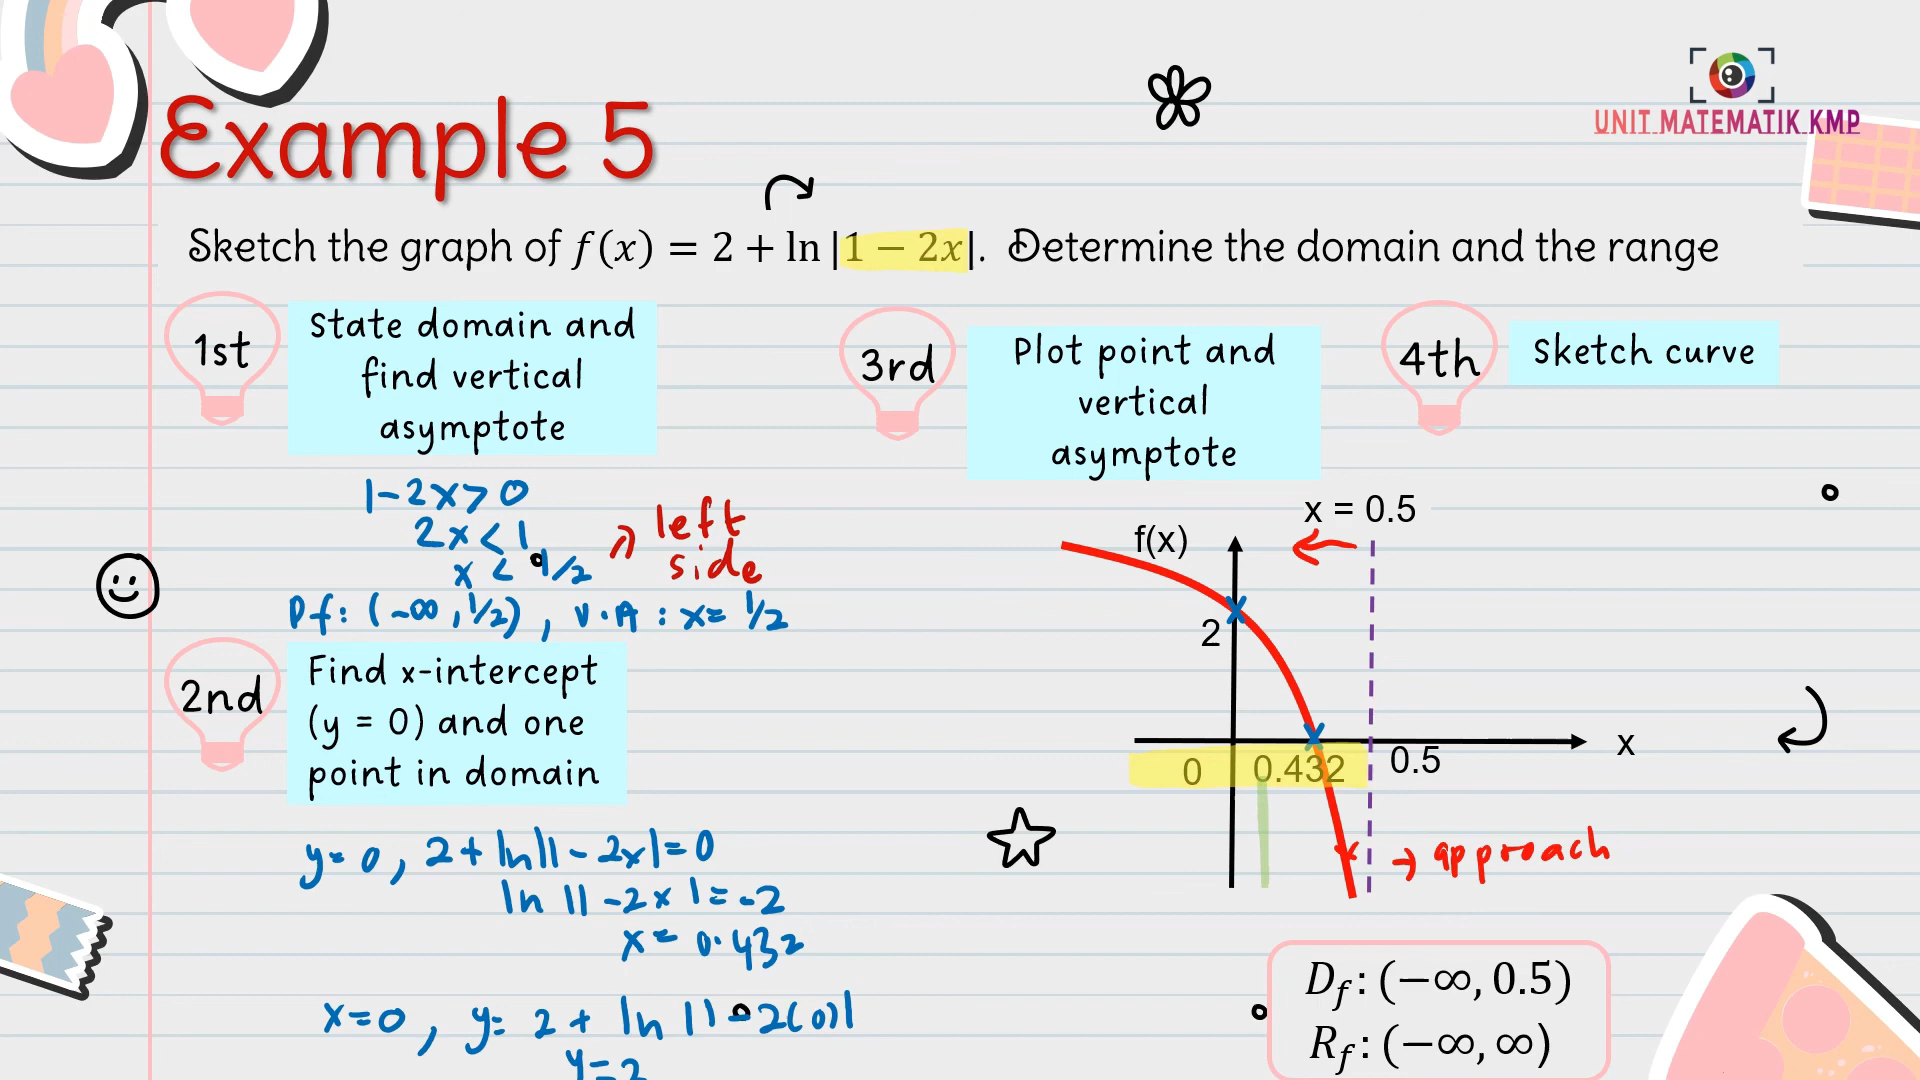 Example 5
UNIT MATEMATIK KMP
Sketch the graph of f(x) = 2 + ln |1 − 2x|. Determine the domain and the range
1st
State domain and
find vertical
asymptote
1-2x > 0
2x < 1
x < 1/2
left
side
Df: (-∞, 1/2), V.A: x = 1/2
2nd
Find x-intercept
(y = 0) and one
point in domain
y = 0, 2 + ln|1 - 2x| = 0
ln |1 - 2x| = -2
x = 0.432
x = 0, y = 2 + ln |1 - 2(0)|
y = 2
3rd
Plot point and
vertical
asymptote
4th
Sketch curve
x = 0.5
f(x)
2
x
0
0.432
0.5
→ approach
D_f: (−∞, 0.5)
R_f: (−∞, ∞)